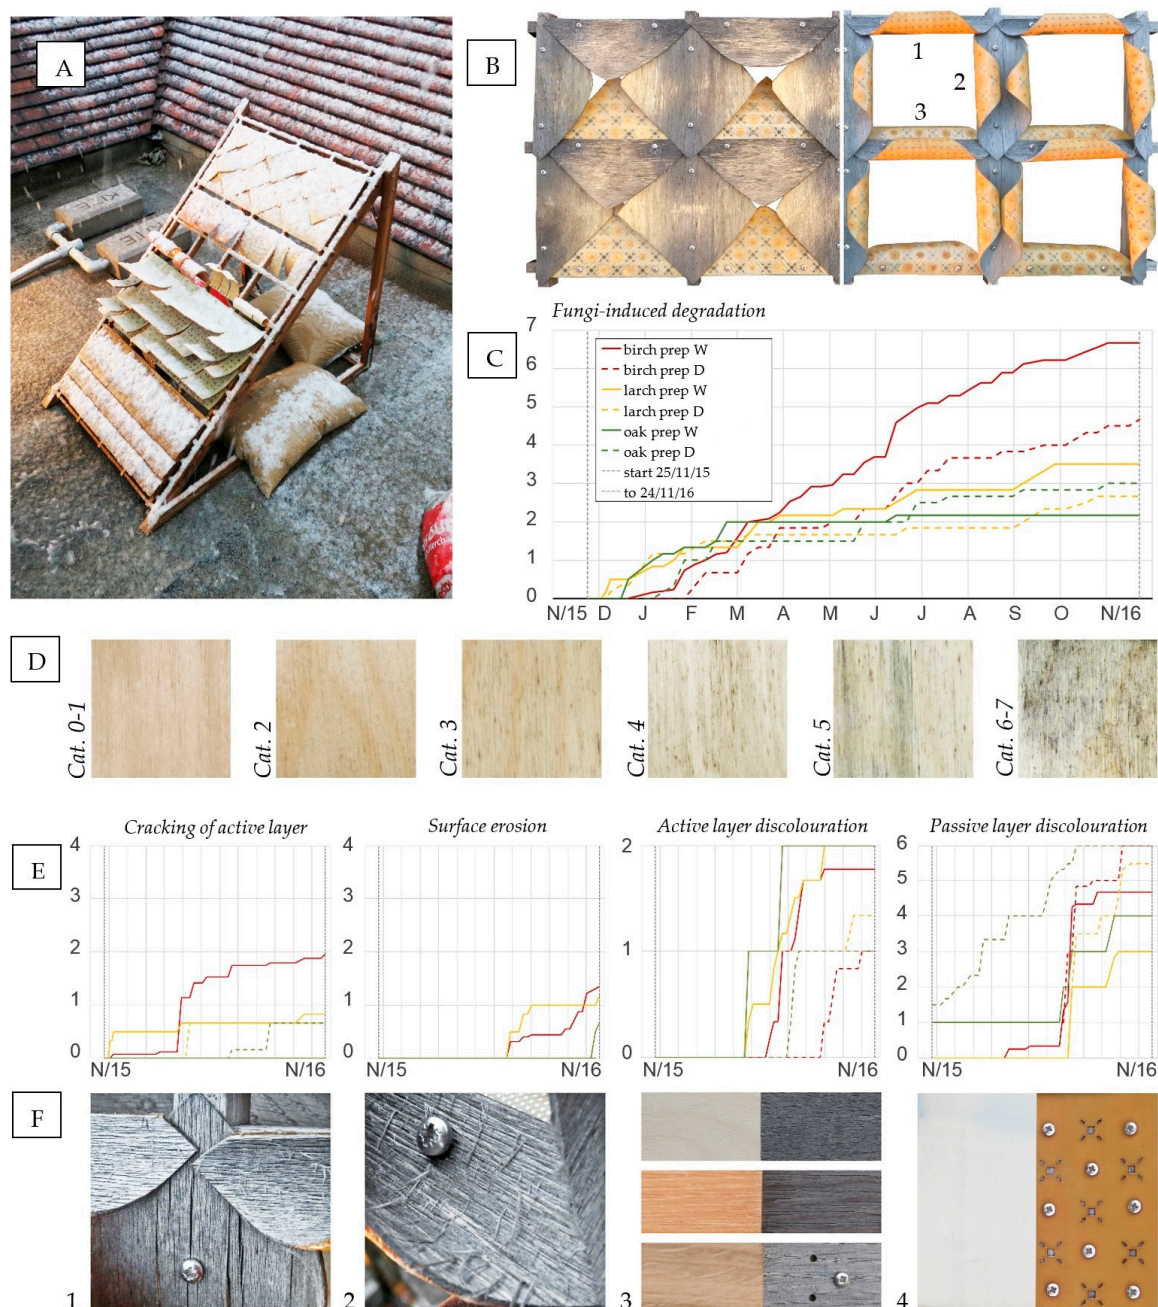 A
B
1
2
3
C
Fungi-induced degradation
7
6
5
4
3
2
1
0
birch prep W
birch prep D
larch prep W
larch prep D
oak prep W
oak prep D
start 25/11/15
to 24/11/16
N/15 D J F M A M J J A S O N/16
D
Cat. 0-1
Cat. 2
Cat. 3
Cat. 4
Cat. 5
Cat. 6-7
E
Cracking of active layer
4
3
2
1
0
N/15 N/16
Surface erosion
4
3
2
1
0
N/15 N/16
Active layer discolouration
2
1
0
N/15 N/16
Passive layer discolouration
6
5
4
3
2
1
0
N/15 N/16
F
1
2
3
4